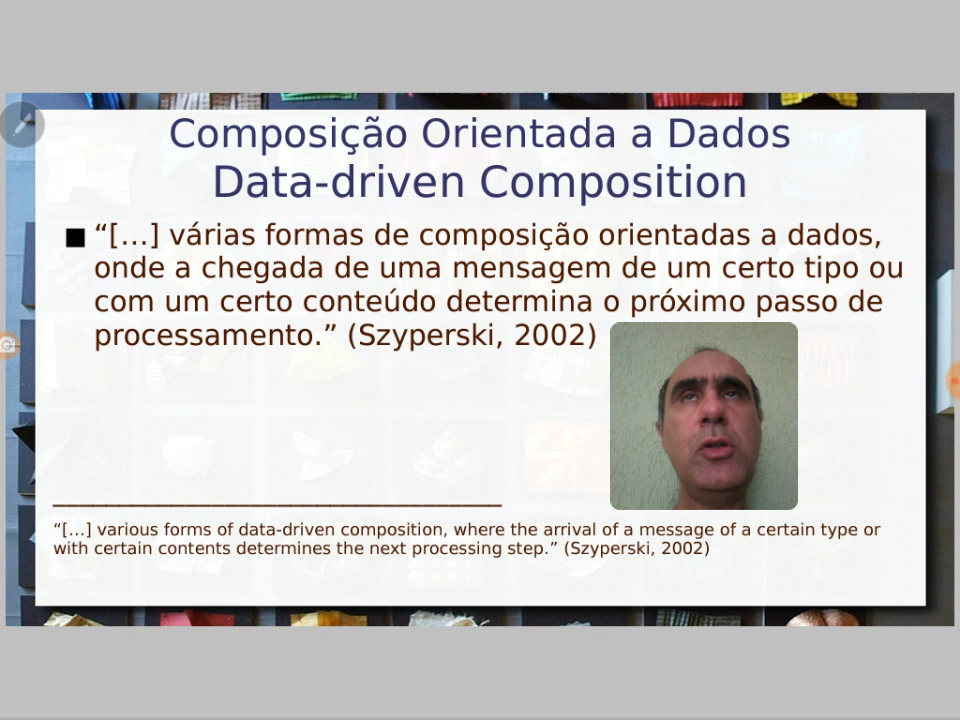 Composição Orientada a Dados
Data-driven Composition
■ “[…] várias formas de composição orientadas a dados,
onde a chegada de uma mensagem de um certo tipo ou
com um certo conteúdo determina o próximo passo de
processamento.” (Szyperski, 2002)
“[…] various forms of data-driven composition, where the arrival of a message of a certain type or
with certain contents determines the next processing step.” (Szyperski, 2002)